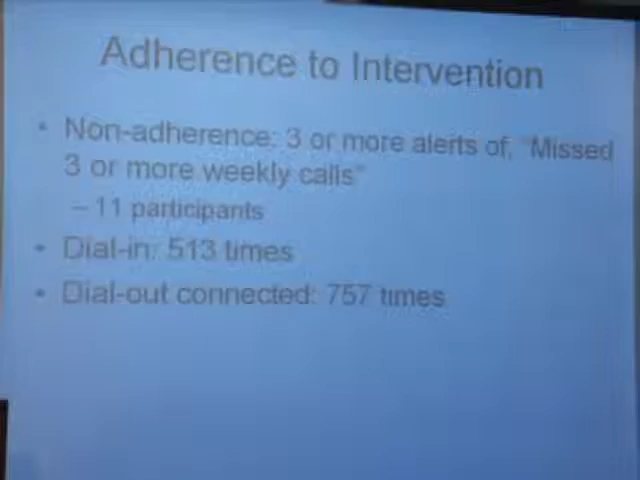 Adherence to Intervention
• Non-adherence: 3 or more alerts of, "Missed
3 or more weekly calls"
– 11 participants
• Dial-in: 513 times
• Dial-out connected: 757 times